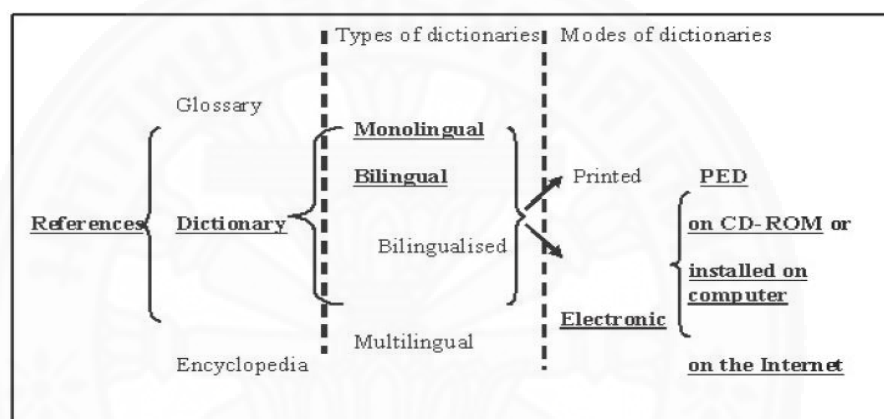 Types of dictionaries Modes of dictionaries
Glossary
Monolingual
Bilingual
Printed PED
References Dictionary on CD-ROM or
Bilingualised
installed on
computer
Electronic
Multilingual
Encyclopedia on the Internet